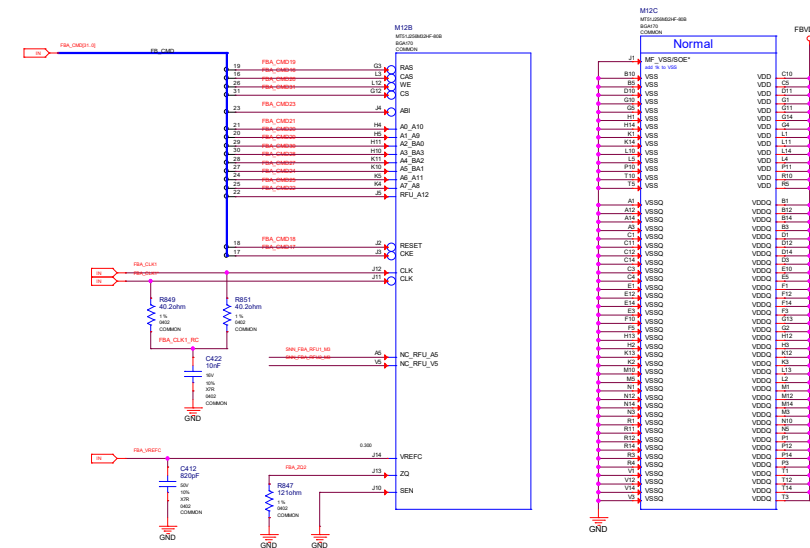 M12B
BGA170
COMMON
FBA_CMD[31..0]
IN
FB_CMD
FBA_CMD19
19
G3
RAS
16
L3
CAS
26
L12
WE
31
G12
CS
FBA_CMD23
23
J4
ABI
FBA_CMD21
21
H4
A0_A10
20
H5
A1_A9
29
H11
A2_BA0
30
H10
A3_BA3
28
K11
A4_BA2
27
K10
A5_BA1
24
K5
A6_A11
25
K4
A7_A8
22
J5
RFU_A12
FBA_CMD18
18
J2
RESET
17
J3
CKE
FBA_CLK1
IN
J12
CLK
IN
J11
CLK
R849
40.2ohm
1 %
0402
COMMON
R851
40.2ohm
1 %
0402
COMMON
FBA_CLK1_RC
C422
10nF
16V
10%
X7R
0402
COMMON
GND
A5
NC_RFU_A5
V5
NC_RFU_V5
FBA_VREFC
IN
0.300
J14
VREFC
C412
820pF
50V
10%
X7R
0402
COMMON
GND
FBA_ZQ2
J13
ZQ
R847
121ohm
1 %
0402
COMMON
GND
J10
SEN
GND
M12C
BGA170
COMMON
Normal
FBV
J1
MF_VSS/SOE*
B10 VSS VDD C10
B5 VSS VDD C5
D10 VSS VDD D11
G10 VSS VDD G1
G5 VSS VDD G11
H1 VSS VDD G14
H14 VSS VDD G4
K1 VSS VDD L1
K14 VSS VDD L11
L10 VSS VDD L14
L5 VSS VDD L4
P10 VSS VDD P11
T10 VSS VDD R10
T5 VSS VDD R5
A1 VSSQ VDDQ B1
A12 VSSQ VDDQ B12
A14 VSSQ VDDQ B14
A3 VSSQ VDDQ B3
C1 VSSQ VDDQ D1
C11 VSSQ VDDQ D12
C12 VSSQ VDDQ D14
C14 VSSQ VDDQ D3
C3 VSSQ VDDQ E10
C4 VSSQ VDDQ E5
E1 VSSQ VDDQ F1
E12 VSSQ VDDQ F12
E14 VSSQ VDDQ F14
E3 VSSQ VDDQ F3
F10 VSSQ VDDQ G13
F5 VSSQ VDDQ G2
H13 VSSQ VDDQ H12
H2 VSSQ VDDQ H3
K13 VSSQ VDDQ K12
K2 VSSQ VDDQ K3
M10 VSSQ VDDQ L13
M5 VSSQ VDDQ L2
N1 VSSQ VDDQ M1
N12 VSSQ VDDQ M12
N14 VSSQ VDDQ M14
N3 VSSQ VDDQ M3
R1 VSSQ VDDQ N10
R11 VSSQ VDDQ N5
R12 VSSQ VDDQ P1
R14 VSSQ VDDQ P12
R3 VSSQ VDDQ P14
R4 VSSQ VDDQ P3
V1 VSSQ VDDQ T1
V12 VSSQ VDDQ T12
V14 VSSQ VDDQ T14
V3 VSSQ VDDQ T3
GND